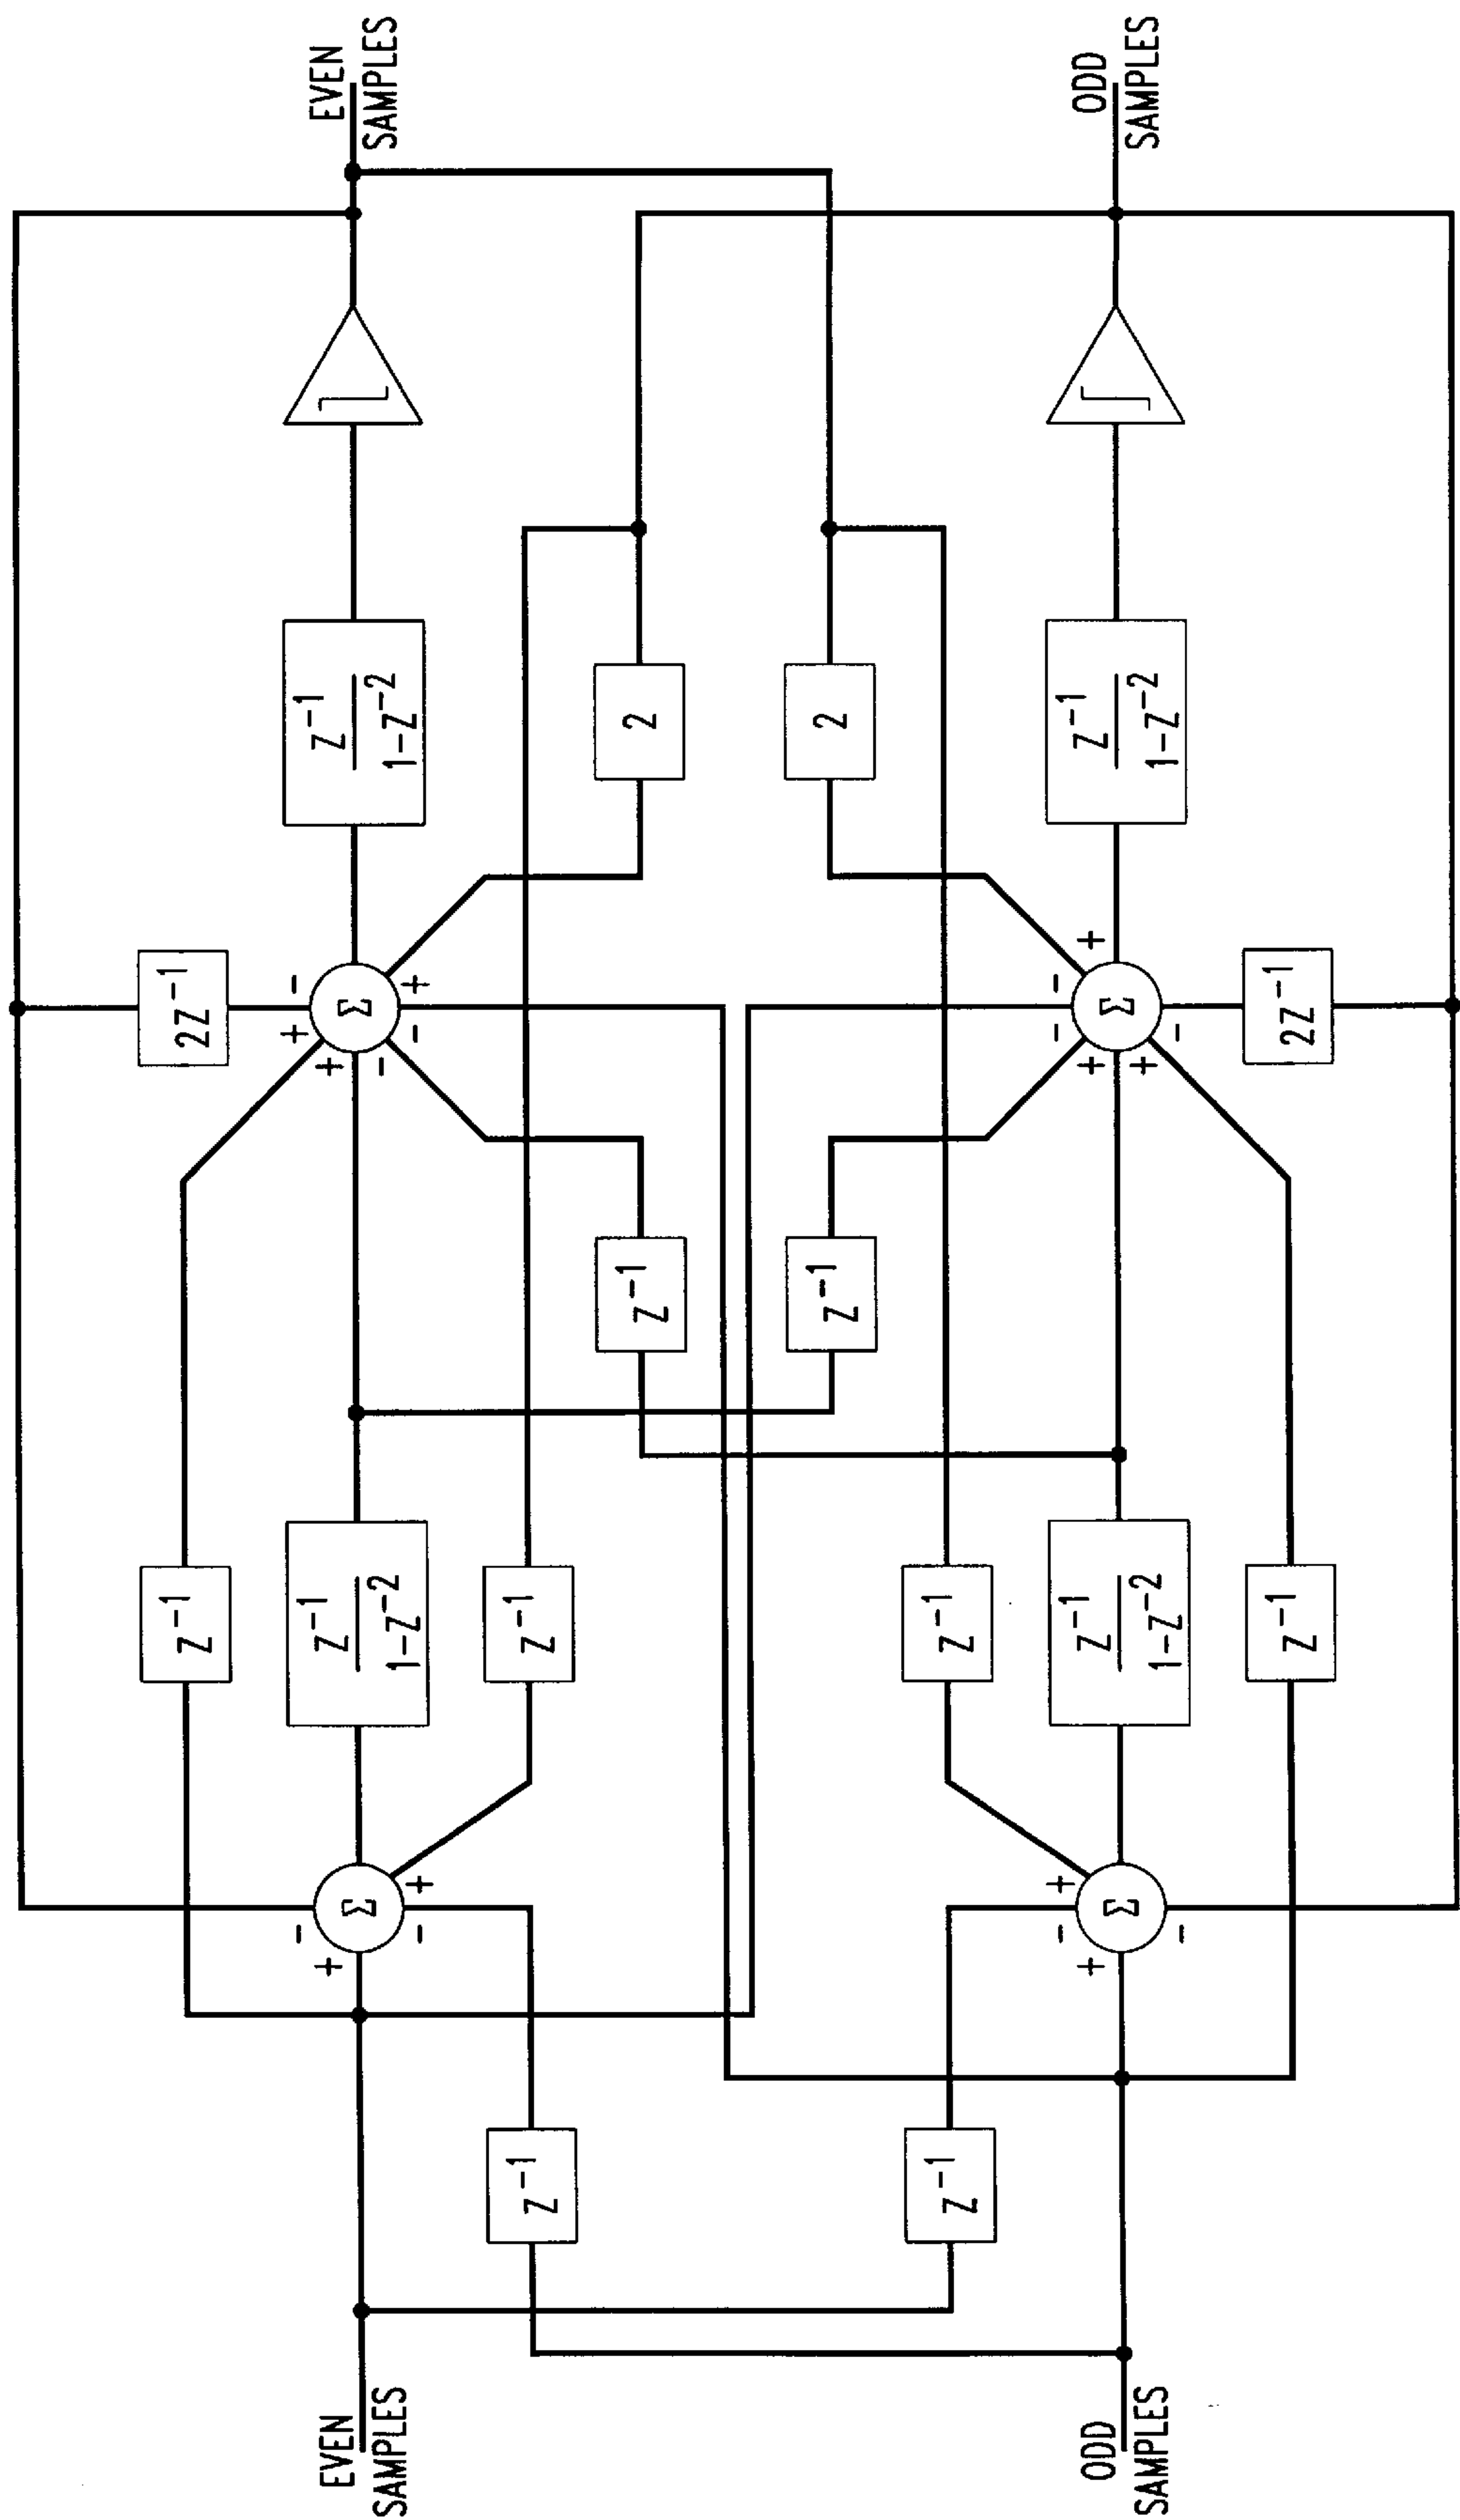 EVEN
SAMPLES
ODD
SAMPLES
Z⁻¹
Z⁻¹
+
-
-
+
Σ
+
-
-
+
Σ
Z⁻¹
Z⁻¹
1-Z⁻²
Z⁻¹
Z⁻¹
Z⁻¹
1-Z⁻²
Z⁻¹
Z⁻¹
Z⁻¹
+
+
-
-
-
+
Σ
2Z⁻¹
+
+
-
-
-
+
Σ
2Z⁻¹
Z⁻¹
1-Z⁻²
2
2
Z⁻¹
1-Z⁻²
EVEN
SAMPLES
ODD
SAMPLES